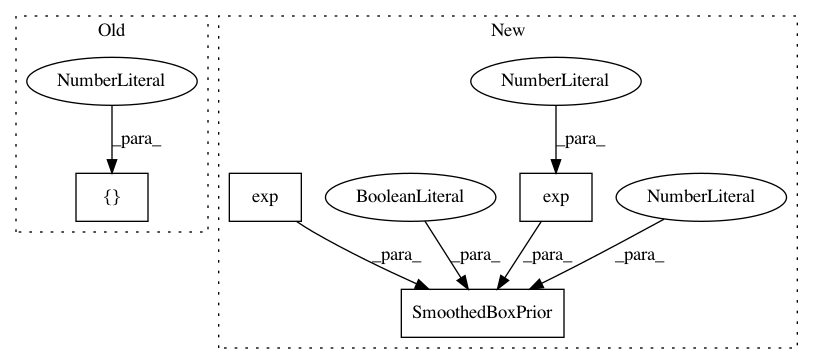 Old
New
NumberLiteral
NumberLiteral
_para_
_para_
{}
exp
BooleanLiteral
exp
NumberLiteral
_para_
_para_
_para_
_para_
SmoothedBoxPrior